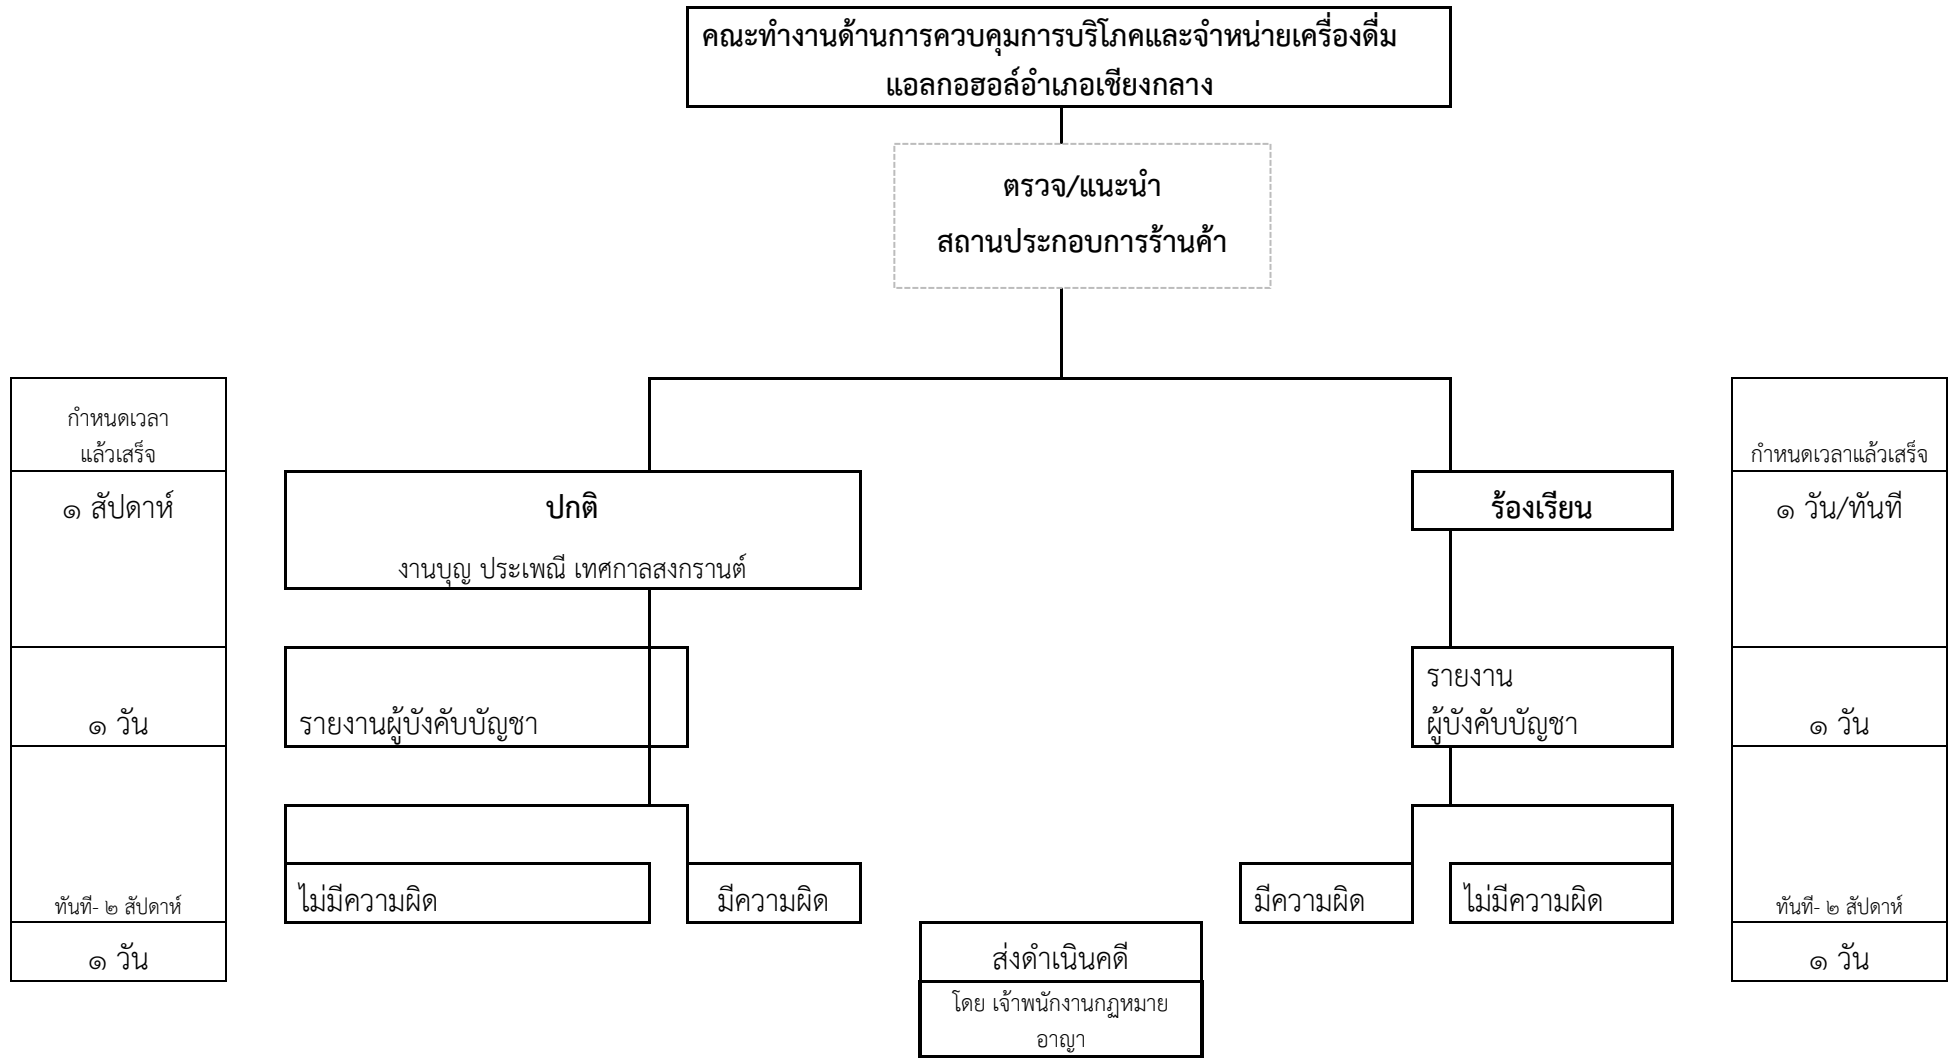 คณะทำงานด้านการควบคุมการบริโภคและจำหน่ายเครื่องดื่ม
แอลกอฮอล์อำเภอเชียงกลาง
ตรวจ/แนะนำ
สถานประกอบการร้านค้า
กำหนดเวลา
แล้วเสร็จ
กำหนดเวลาแล้วเสร็จ
๑ สัปดาห์
ปกติ
ร้องเรียน
๑ วัน/ทันที
งานบุญ ประเพณี เทศกาลสงกรานต์
๑ วัน
รายงานผู้บังคับบัญชา
รายงาน
ผู้บังคับบัญชา
๑ วัน
ทันที- ๒ สัปดาห์
ไม่มีความผิด
มีความผิด
มีความผิด
ไม่มีความผิด
ทันที- ๒ สัปดาห์
๑ วัน
ส่งดำเนินคดี
๑ วัน
โดย เจ้าพนักงานกฎหมาย
อาญา